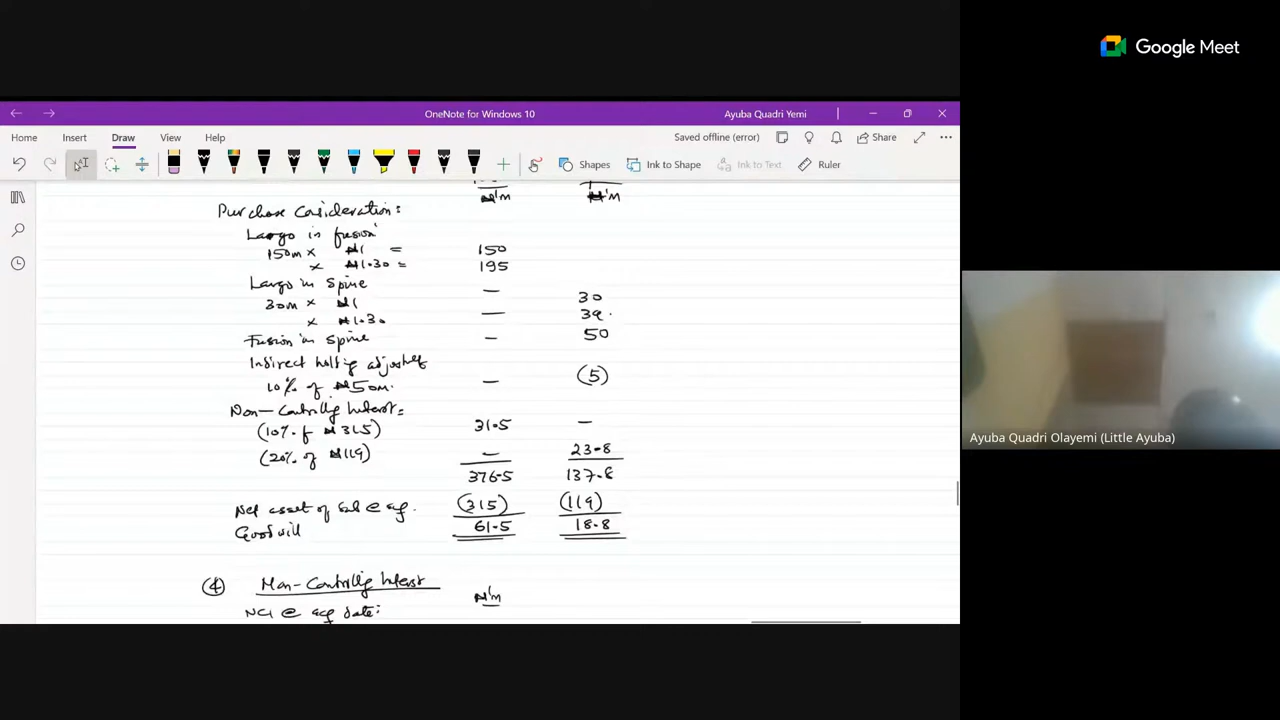 Google Meet
OneNote for Windows 10
Ayuba Quadri Yemi
Home Insert Draw View Help
Saved offline (error)
Share
Shapes
Ink to Shape
Ink to Text
Ruler
₦'m ₦'m
Purchase Consideration:
Largo in fusion
150m x ₦1 = 150
x ₦1.30 = 195
Largo in Spine —
30m x ₦1 30
x ₦1.30 — 39.
Fusion in Spine — 50
Indirect holding
10% of ₦50m. — (5)
Non-Controlling Interest:
(10% of ₦315) 31.5 —
(20% of ₦119) — 23.8
376.5 137.8
Net asset of Sub @ acq. (315) (119)
Goodwill 61.5 18.8
④ Non-Controlling Interest
₦'m
NCI @ acq date:
Ayuba Quadri Olayemi (Little Ayuba)